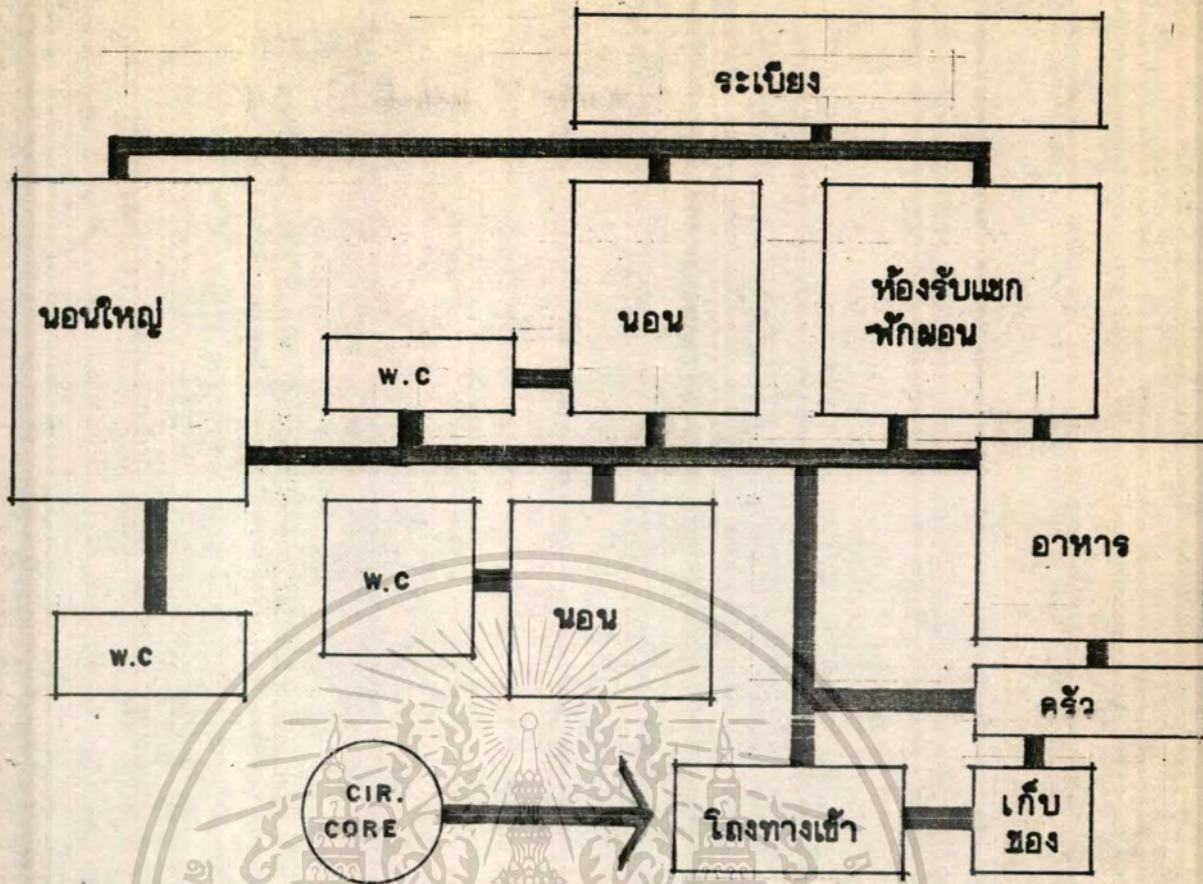 ระเบียง
นอนใหญ่
นอน
ห้องรับแขก
พักผ่อน
W.C
W.C
นอน
อาหาร
W.C
ครัว
CIR.
CORE
โถงทางเข้า
เก็บ
ของ